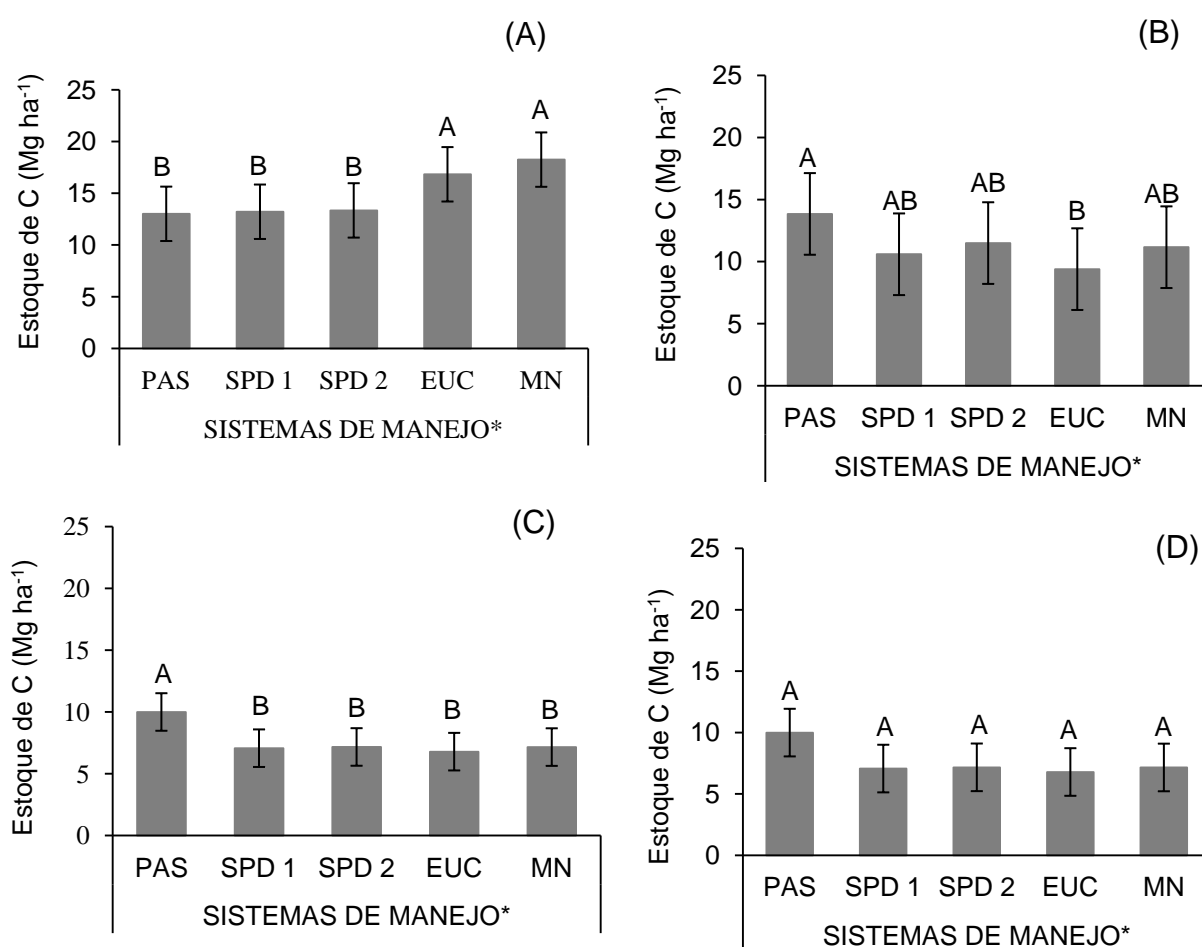 (A)
Estoque de C (Mg ha-1)
25
20
15
10
5
0
B
B
B
A
A
PAS SPD 1 SPD 2 EUC MN
SISTEMAS DE MANEJO*
(B)
Estoque de C (Mg ha-1)
25
20
15
10
5
0
A
AB
AB
B
AB
PAS SPD 1 SPD 2 EUC MN
SISTEMAS DE MANEJO*
(C)
Estoque de C (Mg ha-1)
25
20
15
10
5
0
A
B
B
B
B
PAS SPD 1 SPD 2 EUC MN
SISTEMAS DE MANEJO*
(D)
Estoque de C (Mg ha-1)
25
20
15
10
5
0
A
A
A
A
A
PAS SPD 1 SPD 2 EUC MN
SISTEMAS DE MANEJO*